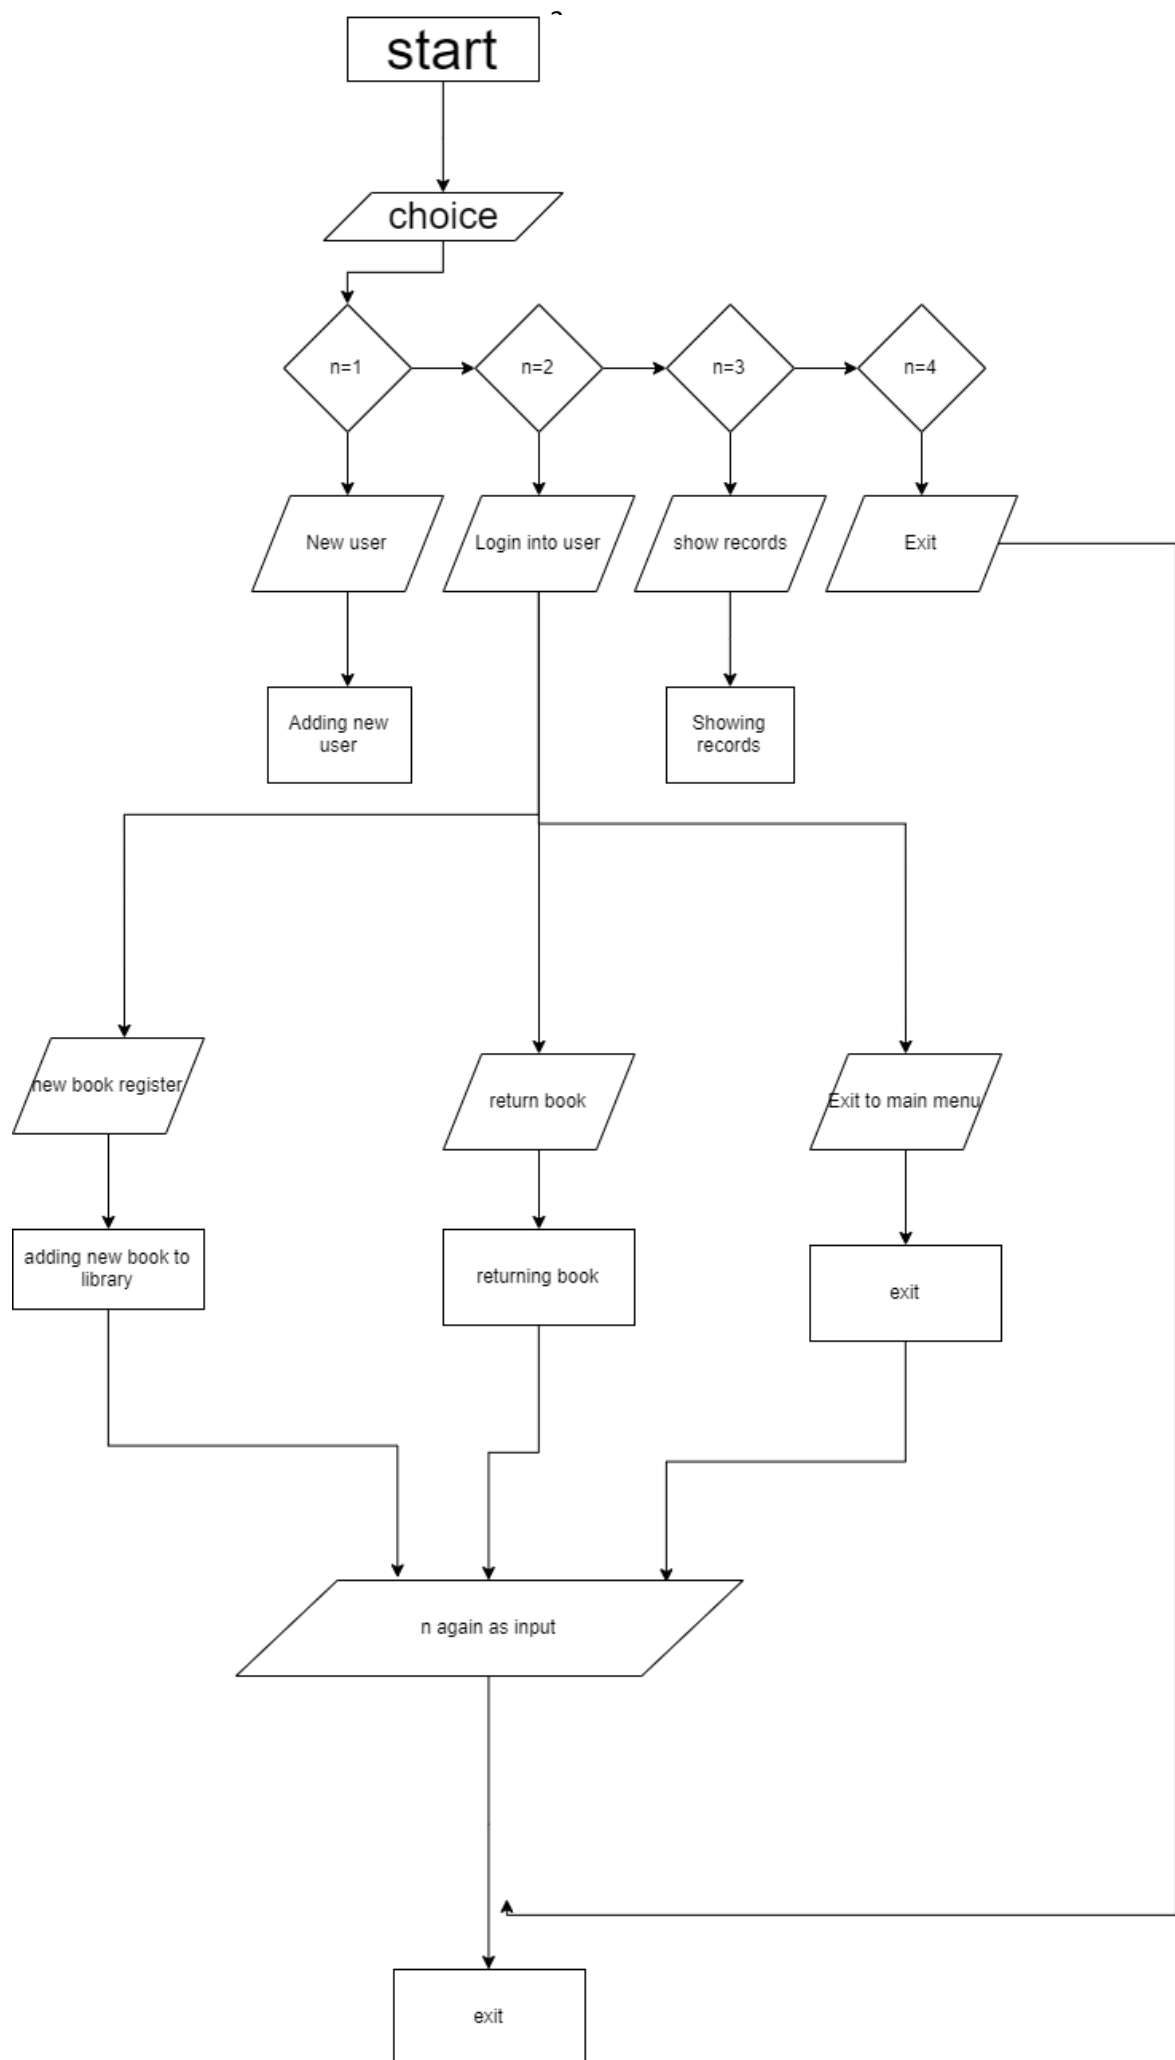 start
choice
n=1
n=2
n=3
n=4
New user
Login into user
show records
Exit
Adding new
user
Showing
records
new book register
return book
Exit to main menu
adding new book to
library
returning book
exit
n again as input
exit